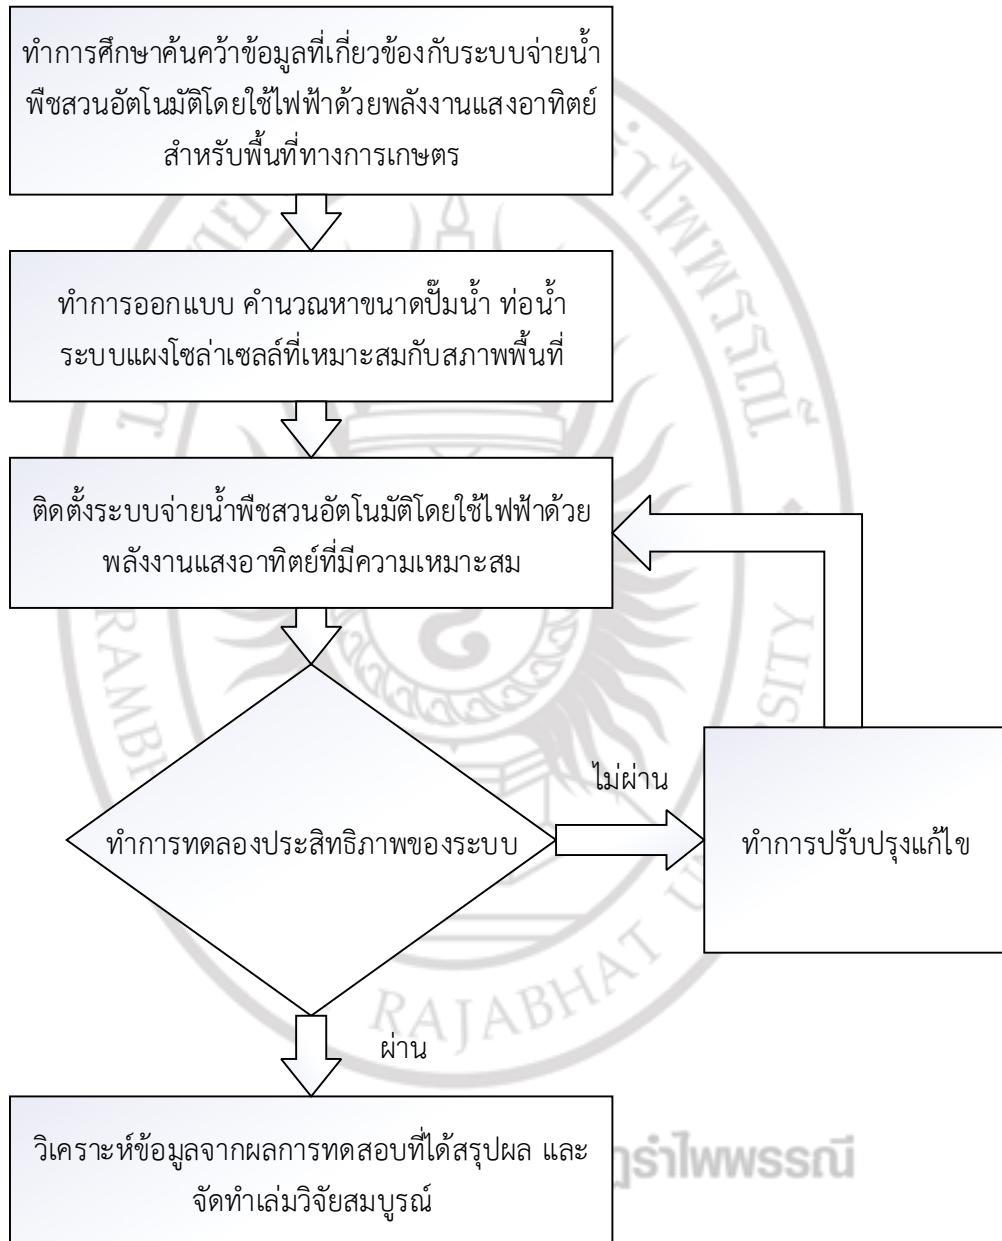 ทำการศึกษาค้นคว้าข้อมูลที่เกี่ยวข้องกับระบบจ่ายน้ำ
พืชสวนอัตโนมัติโดยใช้ไฟฟ้าด้วยพลังงานแสงอาทิตย์
สำหรับพื้นที่ทางการเกษตร
ทำการออกแบบ คำนวณหาขนาดปั๊มน้ำ ท่อน้ำ
ระบบแผงโซล่าเซลล์ที่เหมาะสมกับสภาพพื้นที่
ติดตั้งระบบจ่ายน้ำพืชสวนอัตโนมัติโดยใช้ไฟฟ้าด้วย
พลังงานแสงอาทิตย์ที่มีความเหมาะสม
ไม่ผ่าน
ทำการทดลองประสิทธิภาพของระบบ
ทำการปรับปรุงแก้ไข
ผ่าน
วิเคราะห์ข้อมูลจากผลการทดสอบที่ได้สรุปผล และ
จัดทำเล่มวิจัยสมบูรณ์
RAJABHAT